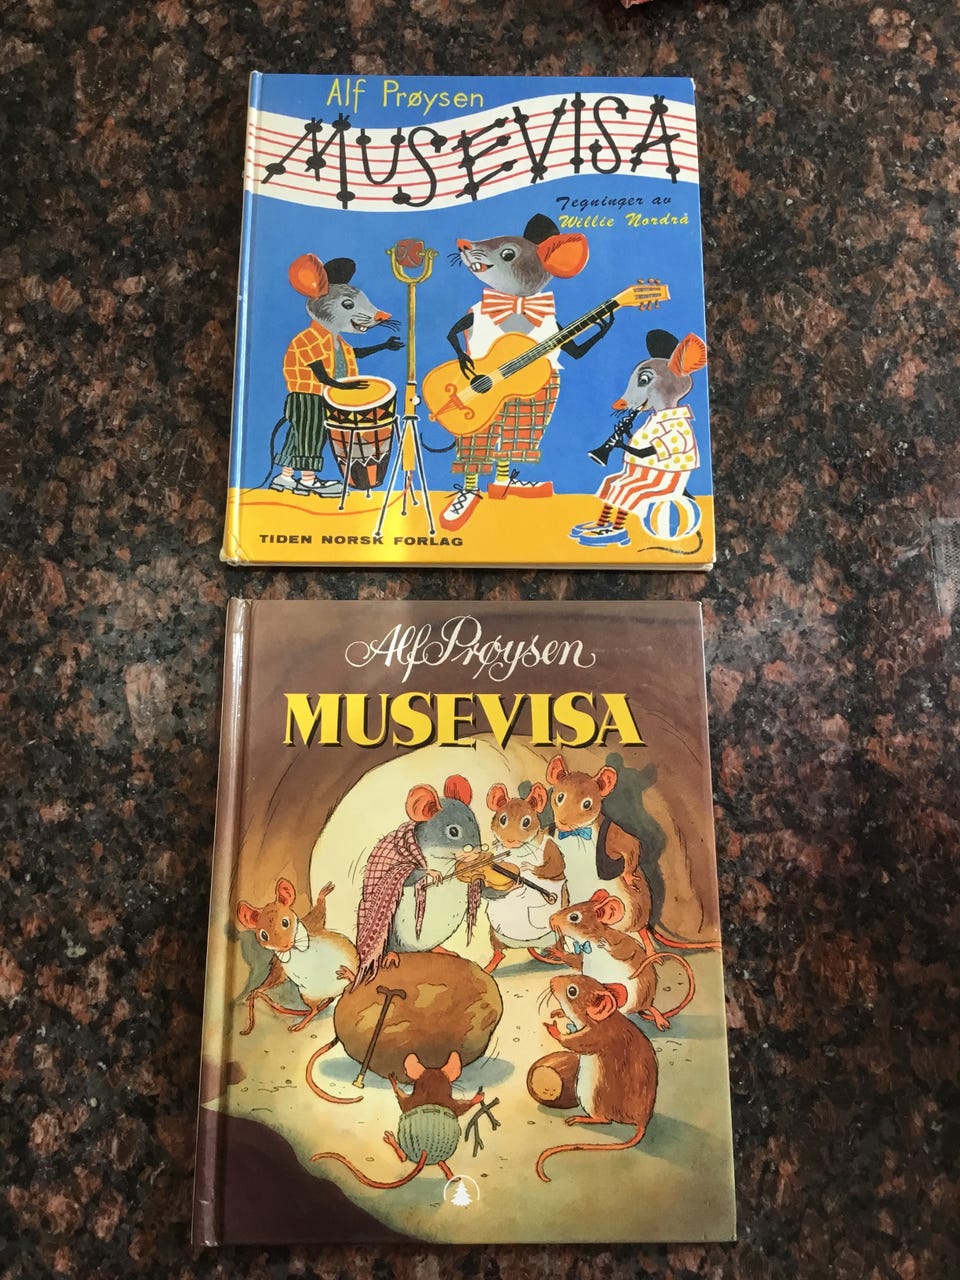 Alf Prøysen
MUSEVISA
Tegninger av
Willie Nordrå
TIDEN NORSK FORLAG
Alf Prøysen
MUSEVISA